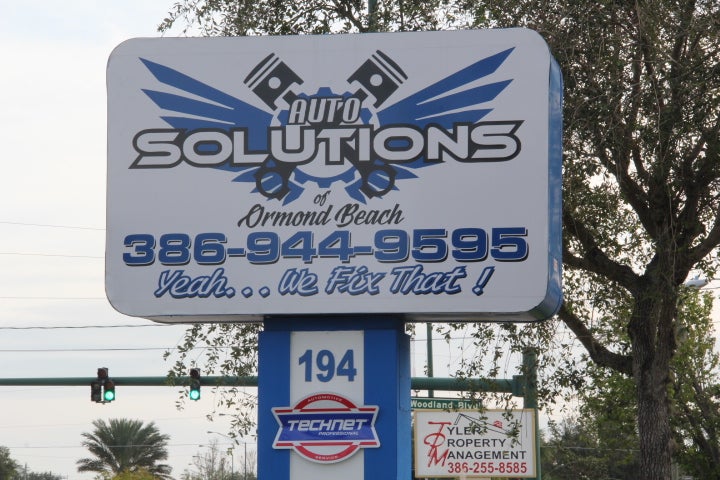 AUTO
SOLUTIONS
of
Ormond Beach
386-944-9595
Yeah... We Fix That!
194
AUTOMOTIVE
TECHNET
PROFESSIONAL
SERVICE
Woodland Blvd
TYLER
PROPERTY
MANAGEMENT
386-255-8585